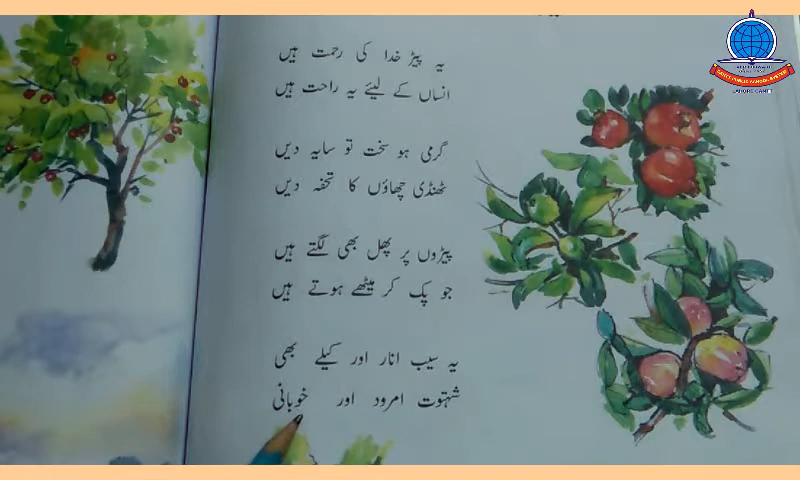 یہ پیڑ خدا کی رحمت ہیں
انساں کے لیئے یہ راحت ہیں
گرمی ہو سخت تو سایہ دیں
ٹھنڈی چھاؤں کا تحفہ دیں
پیڑوں پر پھل بھی لگتے ہیں
جو پک کر میٹھے ہوتے ہیں
یہ سیب انار اور کیلے بھی
شہتوت امرود اور خوبانی
LAHORE CANTT